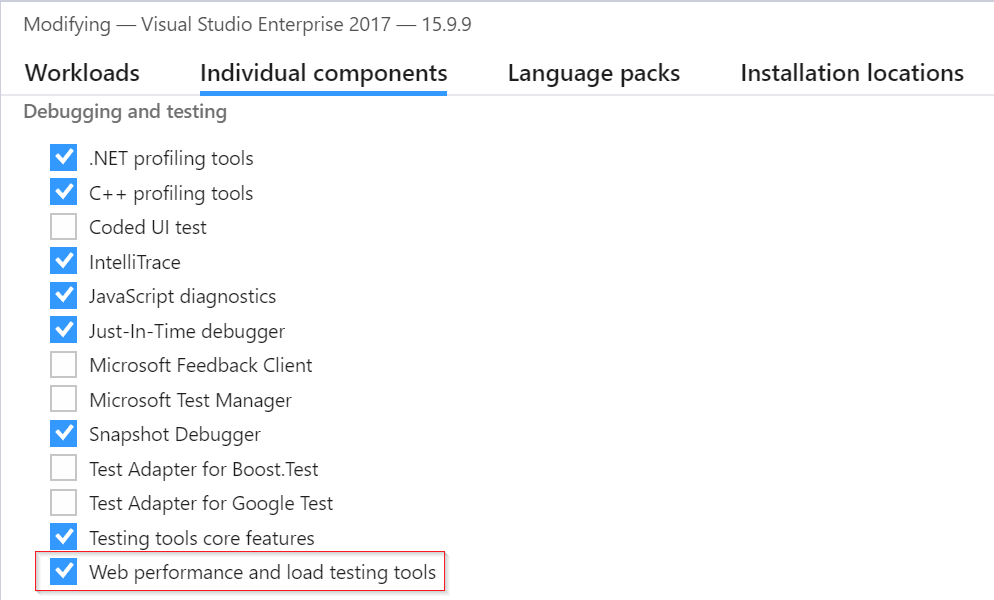 Modifying — Visual Studio Enterprise 2017 — 15.9.9
Workloads Individual components Language packs Installation locations
Debugging and testing
.NET profiling tools
C++ profiling tools
Coded UI test
IntelliTrace
JavaScript diagnostics
Just-In-Time debugger
Microsoft Feedback Client
Microsoft Test Manager
Snapshot Debugger
Test Adapter for Boost.Test
Test Adapter for Google Test
Testing tools core features
Web performance and load testing tools